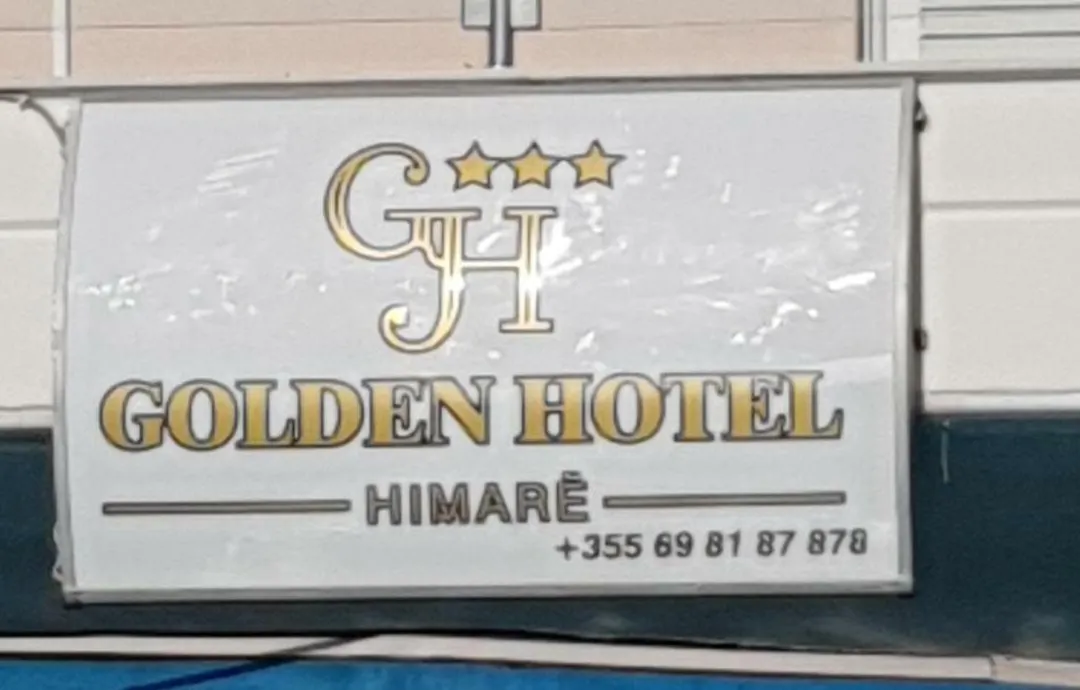 GH
GOLDEN HOTEL
HIMARË
+355 69 81 87 878